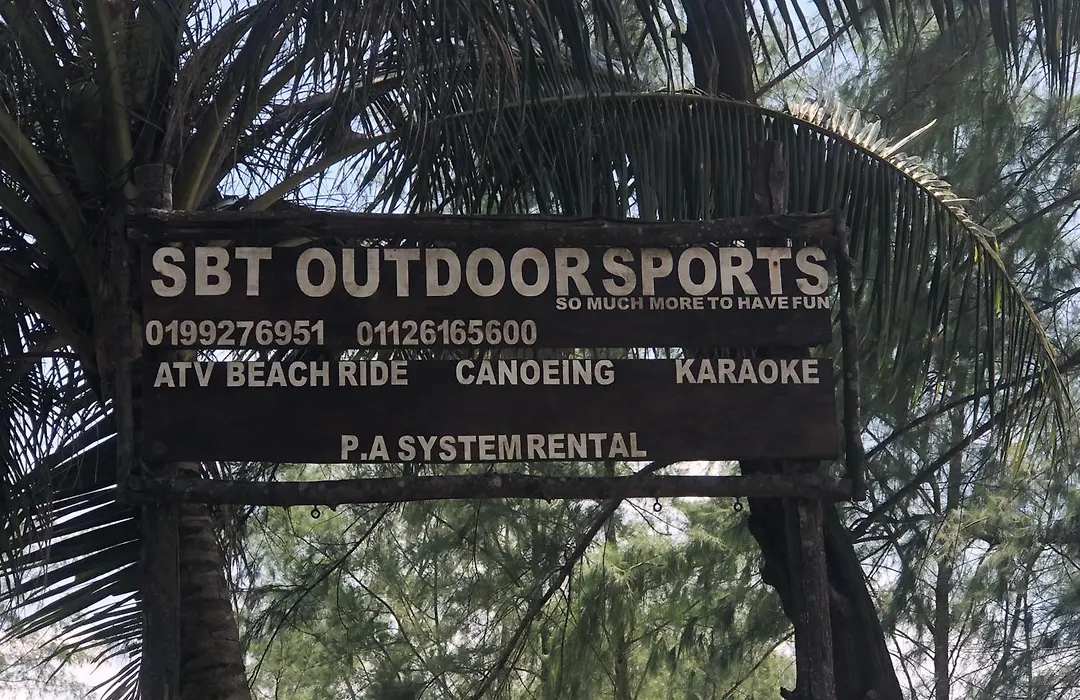 SBT OUTDOOR SPORTS
SO MUCH MORE TO HAVE FUN
0199276951 01126165600
ATV BEACH RIDE CANOEING KARAOKE
P.A SYSTEM RENTAL